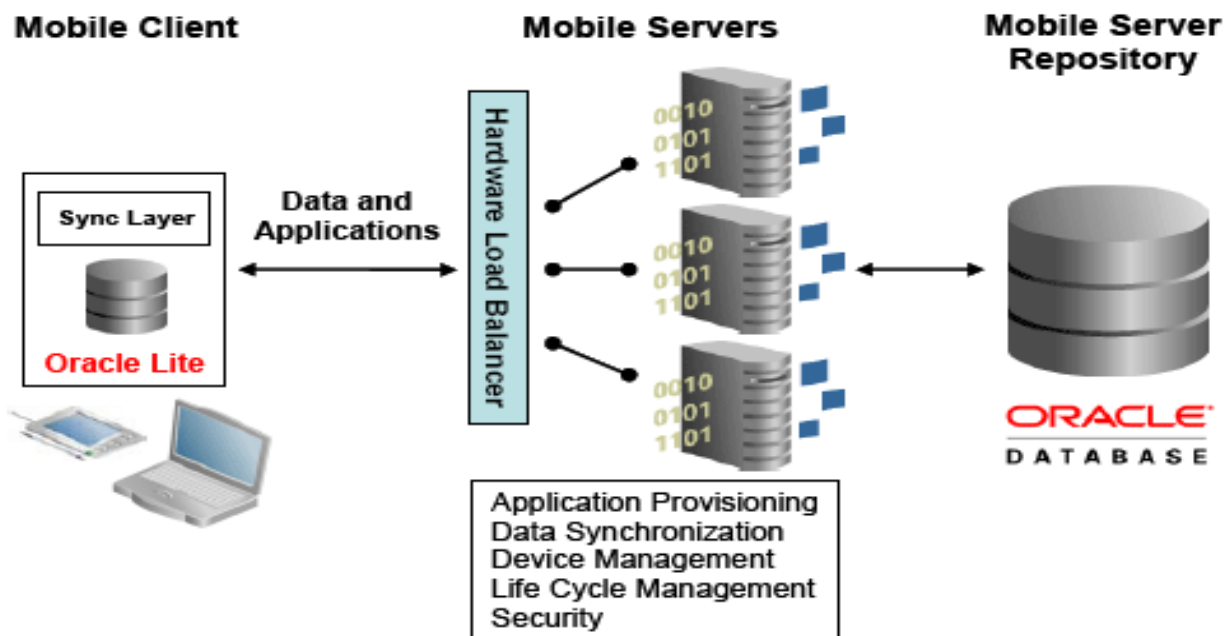 Mobile Client
Mobile Servers
Mobile Server
Repository
Sync Layer
Oracle Lite
Data and
Applications
Hardware Load Balancer
0010
0101
1101
0010
0101
1101
0010
0101
1101
ORACLE
DATABASE
Application Provisioning
Data Synchronization
Device Management
Life Cycle Management
Security